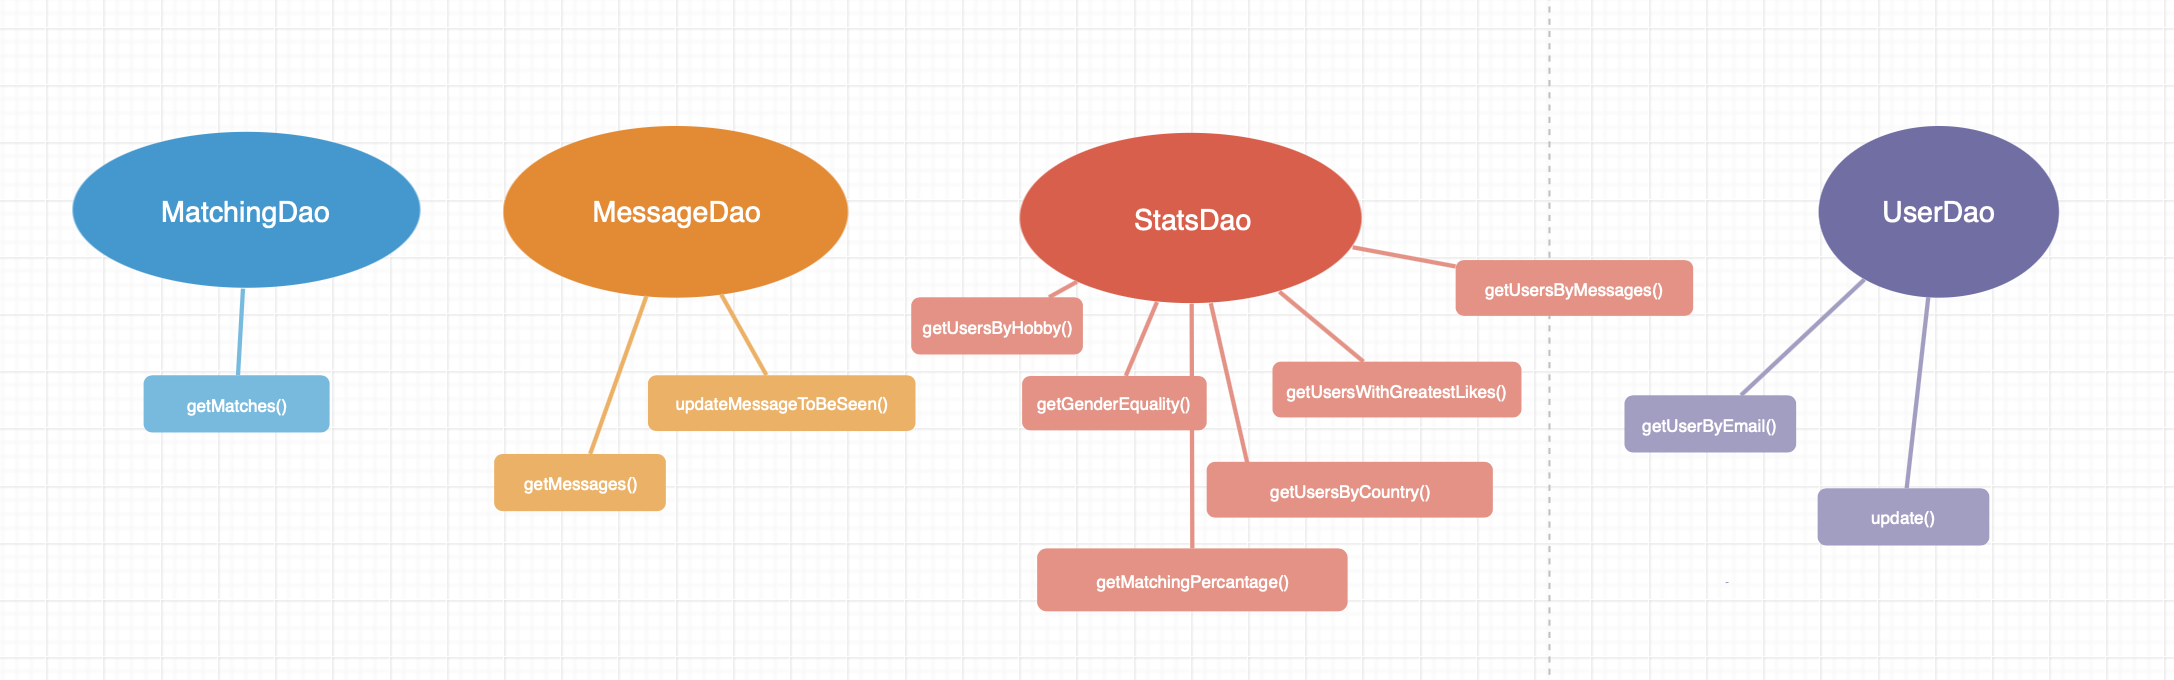 MatchingDao
MessageDao
StatsDao
UserDao
getUsersByMessages()
getUsersByHobby()
getMatches()
updateMessageToBeSeen()
getGenderEquality()
getUsersWithGreatestLikes()
getUserByEmail()
getMessages()
getUsersByCountry()
update()
getMatchingPercantage()